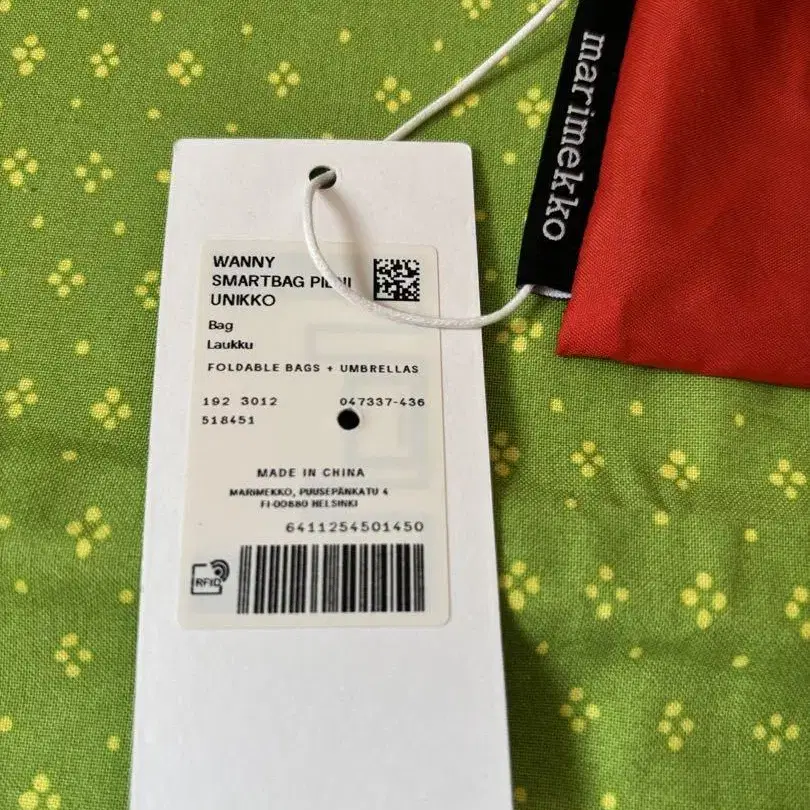 marimekko
WANNY
SMARTBAG
UNIKKO
Bag
Laukku
FOLDABLE BAGS + UMBRELLAS
192 3012 047337-436
518451
MADE IN CHINA
MARIMEKKO, PUUSEPÄNKATU 4
FI-00880 HELSINKI
6411254501450
RFID